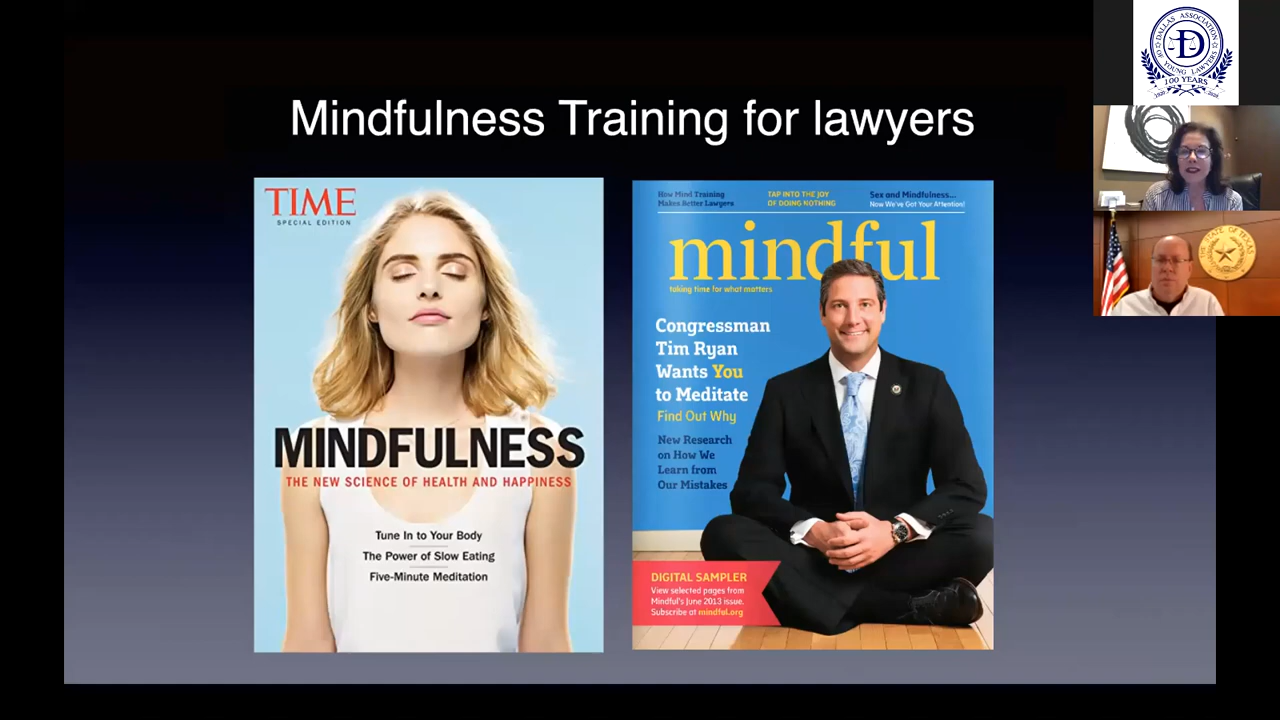 Mindfulness Training for lawyers
TIME
SPECIAL EDITION
MINDFULNESS
THE NEW SCIENCE OF HEALTH AND HAPPINESS
Tune In to Your Body
The Power of Slow Eating
Five-Minute Meditation
How Mind Training
Makes Better Lawyers
TAP INTO THE JOY
OF DOING NOTHING
Sex and Mindfulness...
Now We've Got Your Attention!
mindful
taking time for what matters
Congressman
Tim Ryan
Wants You
to Meditate
Find Out Why
New Research
on How We
Learn from
Our Mistakes
DIGITAL SAMPLER
View selected pages from
Mindful's June 2013 issue.
Subscribe at mindful.org
DALLAS ASSOCIATION
OF YOUNG LAWYERS
D
100 YEARS
STATE OF TEXAS